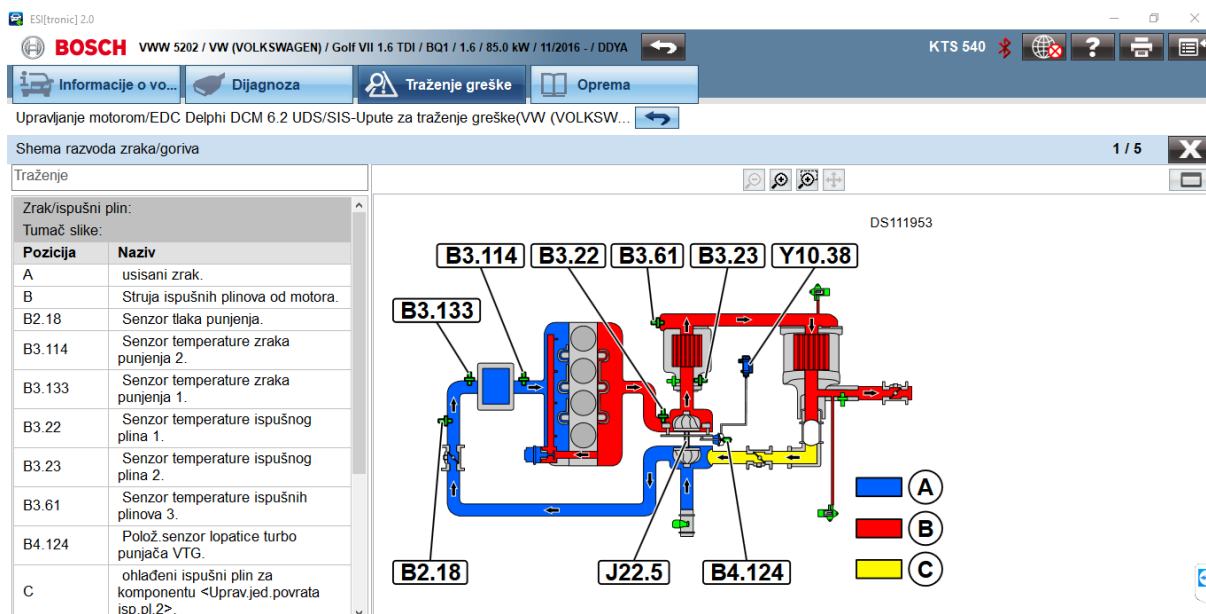 ESI[tronic] 2.0
BOSCH VWW 5202 / VW (VOLKSWAGEN) / Golf VII 1.6 TDI / BQ1 / 1.6 / 85.0 kW / 11/2016 - / DDYA
KTS 540
?
Informacije o vo...
Dijagnoza
Traženje greške
Oprema
Upravljanje motorom/EDC Delphi DCM 6.2 UDS/SIS-Upute za traženje greške(VW (VOLKSW...
Shema razvoda zraka/goriva
1 / 5
X
Traženje
Zrak/ispušni plin:
Tumač slike:
Pozicija Naziv
A usisani zrak.
B Struja ispušnih plinova od motora.
B2.18 Senzor tlaka punjenja.
B3.114 Senzor temperature zraka
punjenja 2.
B3.133 Senzor temperature zraka
punjenja 1.
B3.22 Senzor temperature ispušnog
plina 1.
B3.23 Senzor temperature ispušnog
plina 2.
B3.61 Senzor temperature ispušnih
plinova 3.
B4.124 Polož.senzor lopatice turbo
punjača VTG.
C ohlađeni ispušni plin za
komponentu <Uprav.jed.povrata
isp.pl.2>.
DS111953
B3.114 B3.22 B3.61 B3.23 Y10.38
B3.133
A
B
C
B2.18 J22.5 B4.124